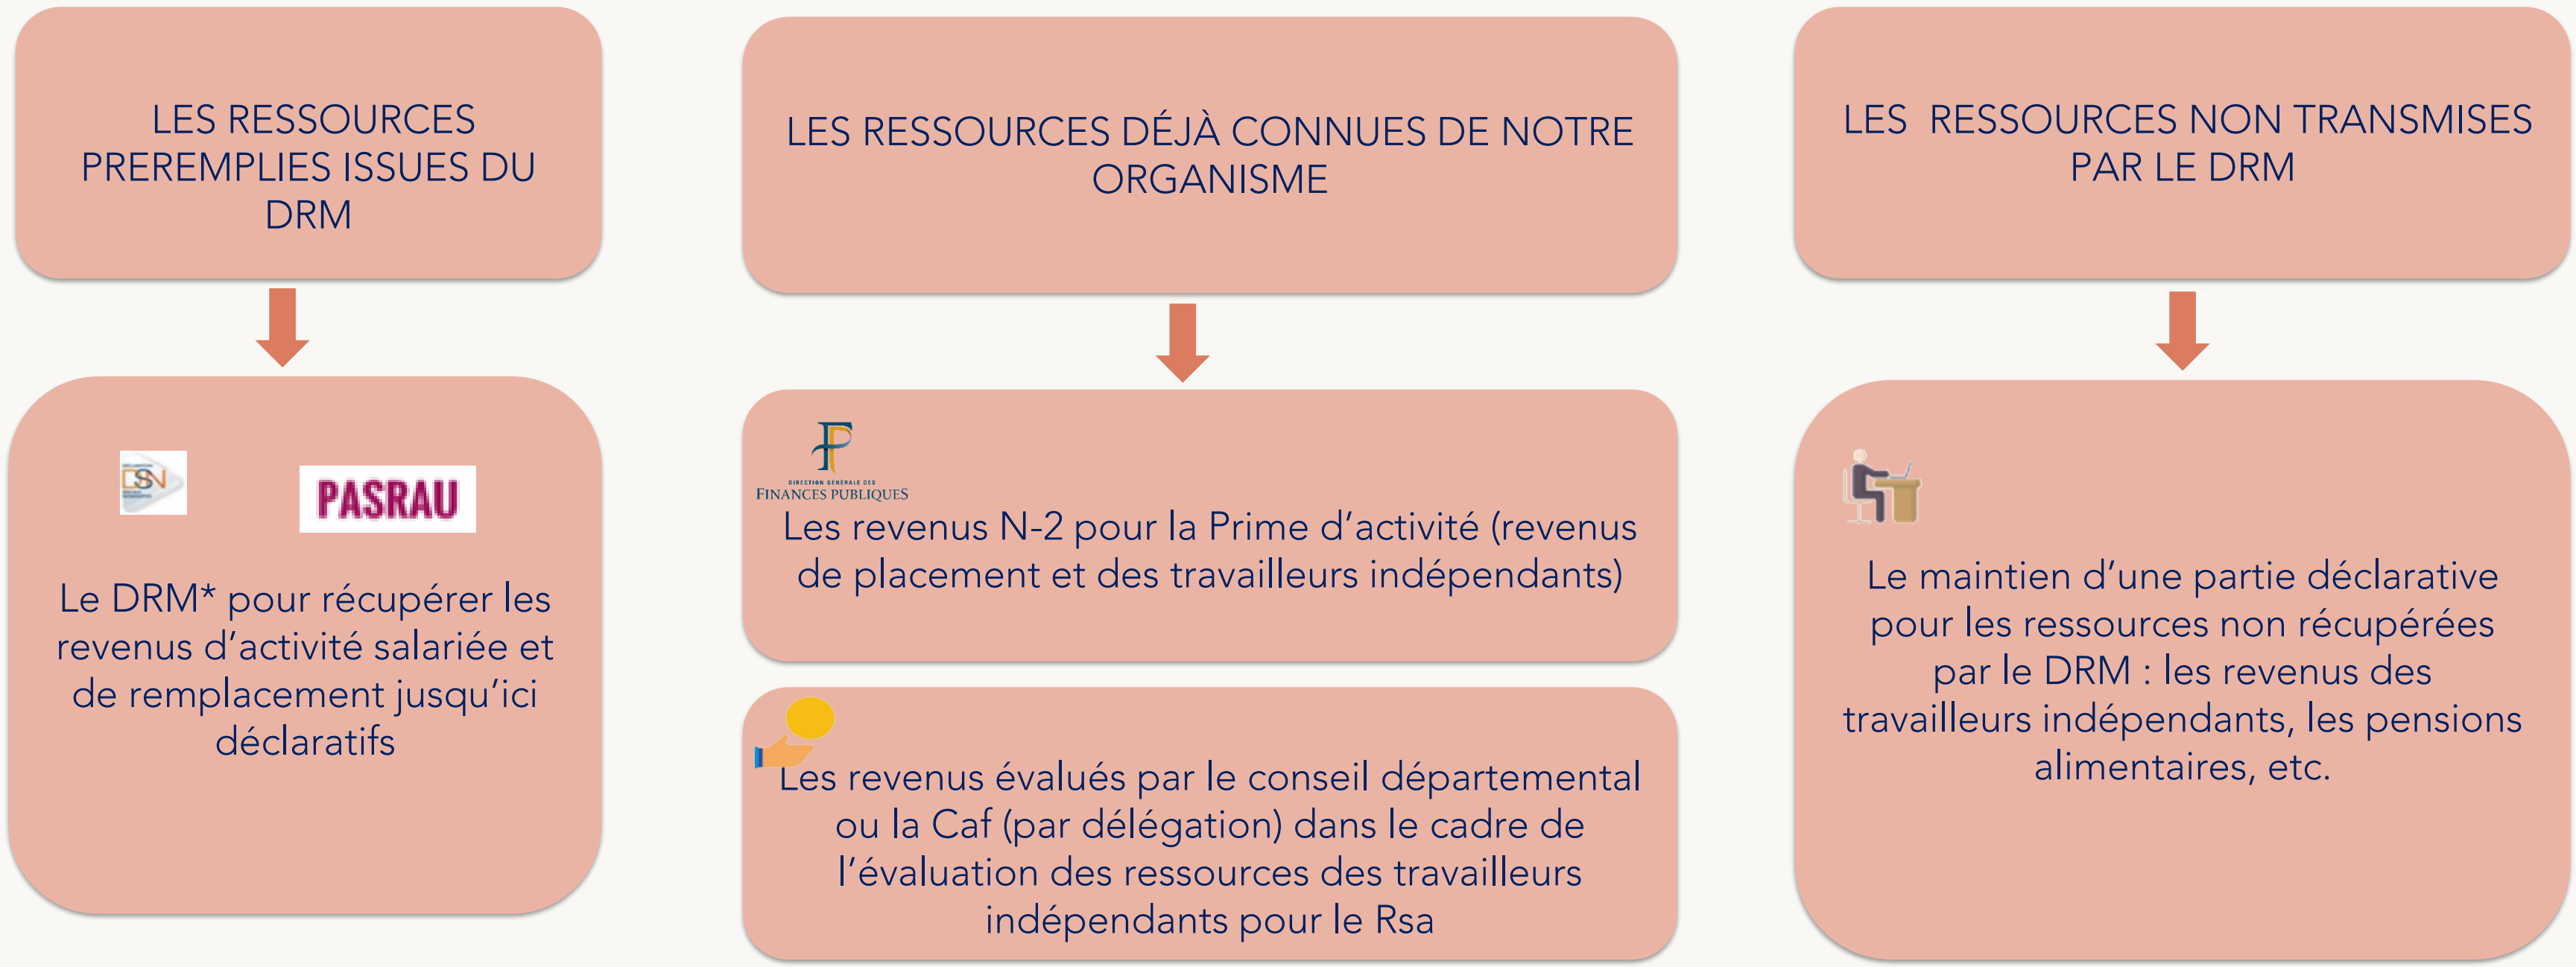 LES RESSOURCES
PREREMPLIES ISSUES DU
DRM
DSN
PASRAU
Le DRM* pour récupérer les
revenus d’activité salariée et
de remplacement jusqu’ici
déclaratifs
LES RESSOURCES DÉJÀ CONNUES DE NOTRE
ORGANISME
DIRECTION GÉNÉRALE DES
FINANCES PUBLIQUES
Les revenus N-2 pour la Prime d’activité (revenus
de placement et des travailleurs indépendants)
Les revenus évalués par le conseil départemental
ou la Caf (par délégation) dans le cadre de
l’évaluation des ressources des travailleurs
indépendants pour le Rsa
LES  RESSOURCES NON TRANSMISES
PAR LE DRM
Le maintien d’une partie déclarative
pour les ressources non récupérées
par le DRM : les revenus des
travailleurs indépendants, les pensions
alimentaires, etc.